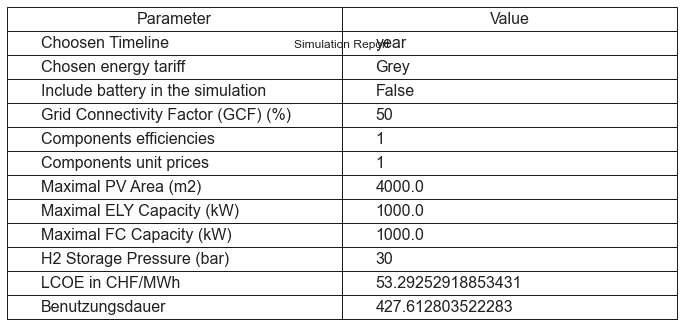 Parameter Value
Choosen Timeline year
Simulation Report
Chosen energy tariff Grey
Include battery in the simulation False
Grid Connectivity Factor (GCF) (%) 50
Components efficiencies 1
Components unit prices 1
Maximal PV Area (m2) 4000.0
Maximal ELY Capacity (kW) 1000.0
Maximal FC Capacity (kW) 1000.0
H2 Storage Pressure (bar) 30
LCOE in CHF/MWh 53.29252918853431
Benutzungsdauer 427.612803522283